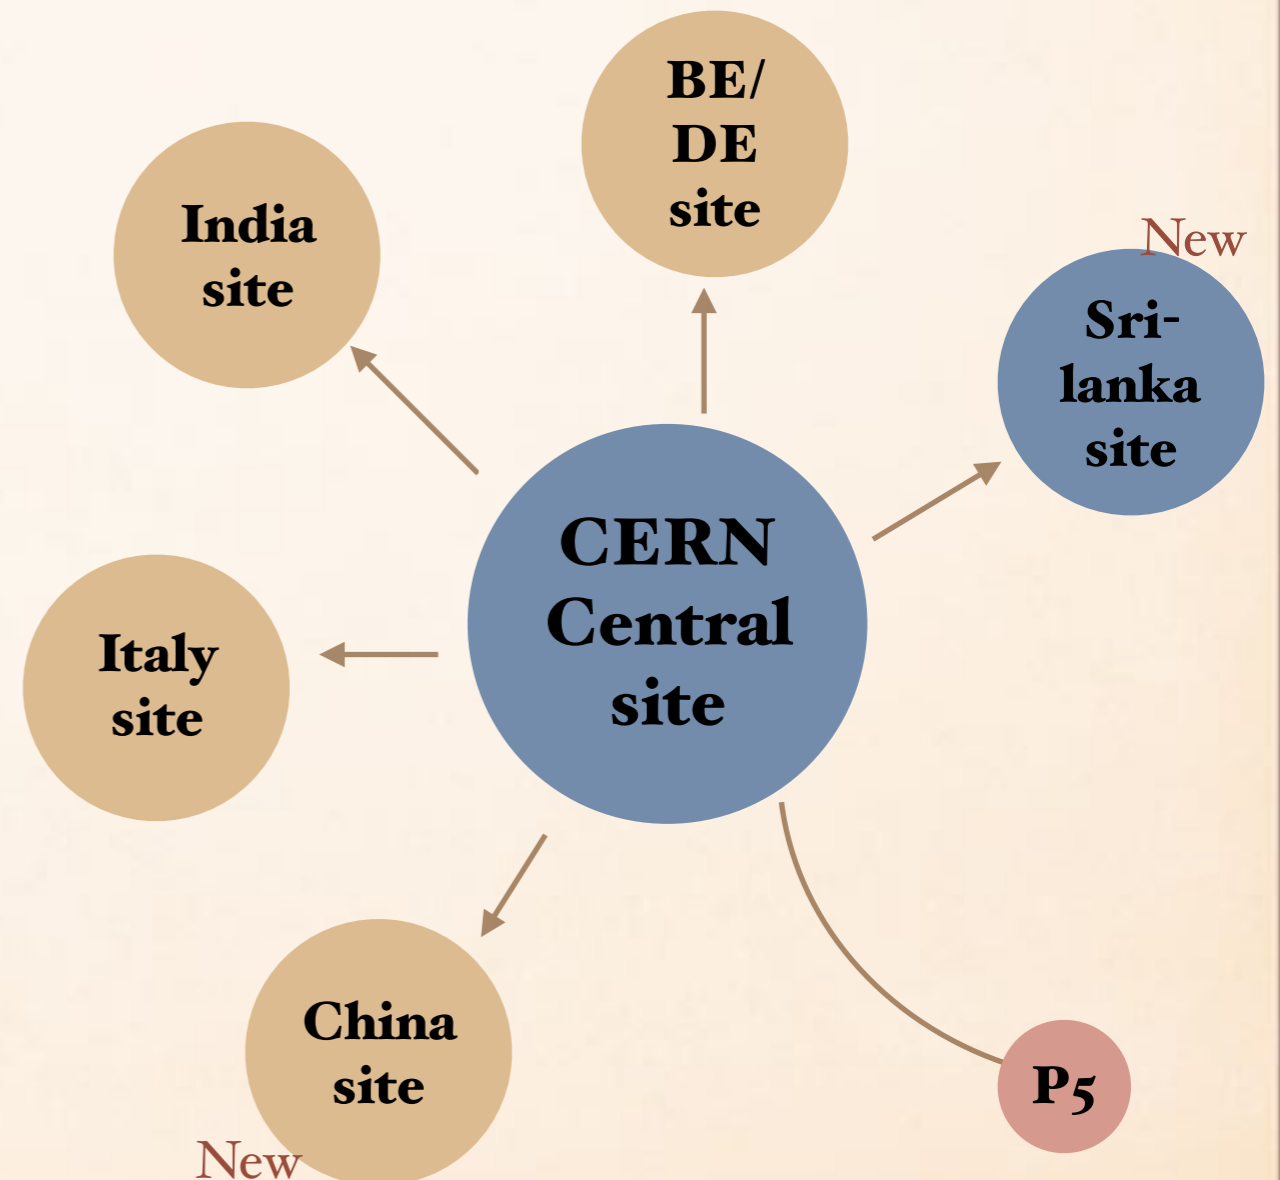 BE/
DE
site
India
site
New
Sri-
lanka
site
CERN
Central
site
Italy
site
China
site
New
P5